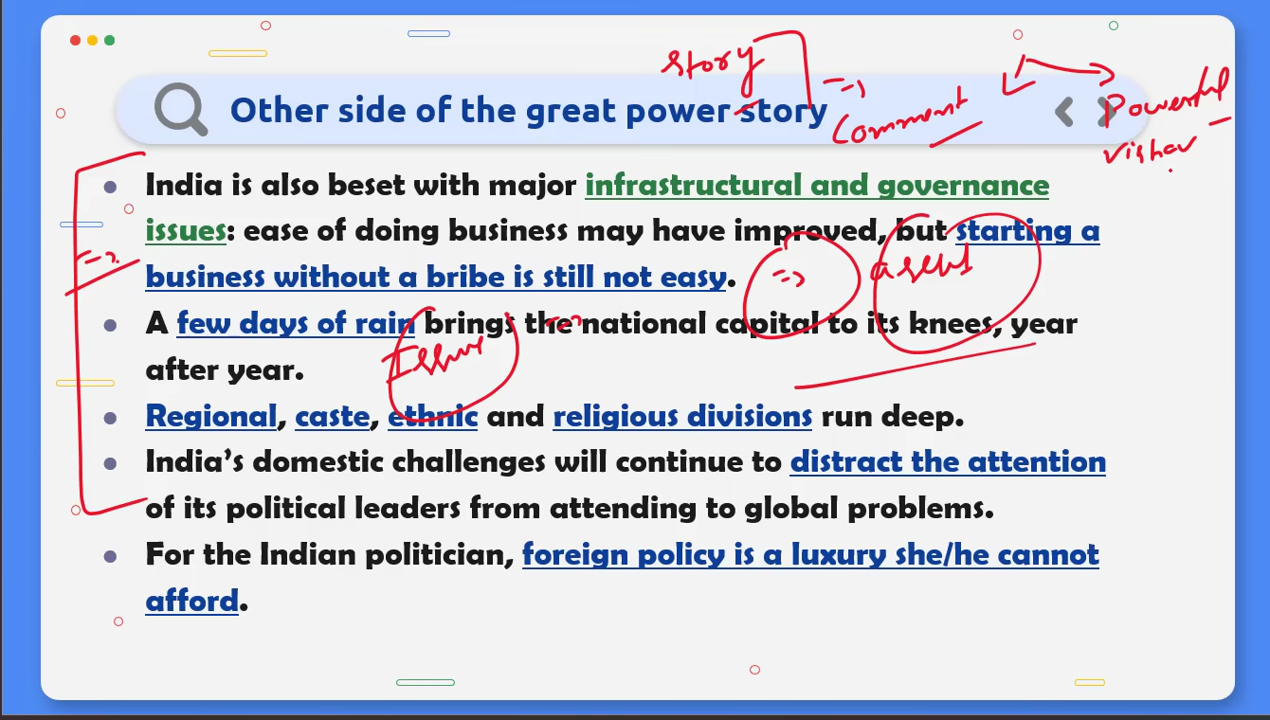 story
Other side of the great power story
=> Comment
Powerful
India is also beset with major infrastructural and governance
issues: ease of doing business may have improved, but starting a
business without a bribe is still not easy.
A few days of rain brings the national capital to its knees, year
after year.
Issue
Regional, caste, ethnic and religious divisions run deep.
India’s domestic challenges will continue to distract the attention
of its political leaders from attending to global problems.
For the Indian politician, foreign policy is a luxury she/he cannot
afford.